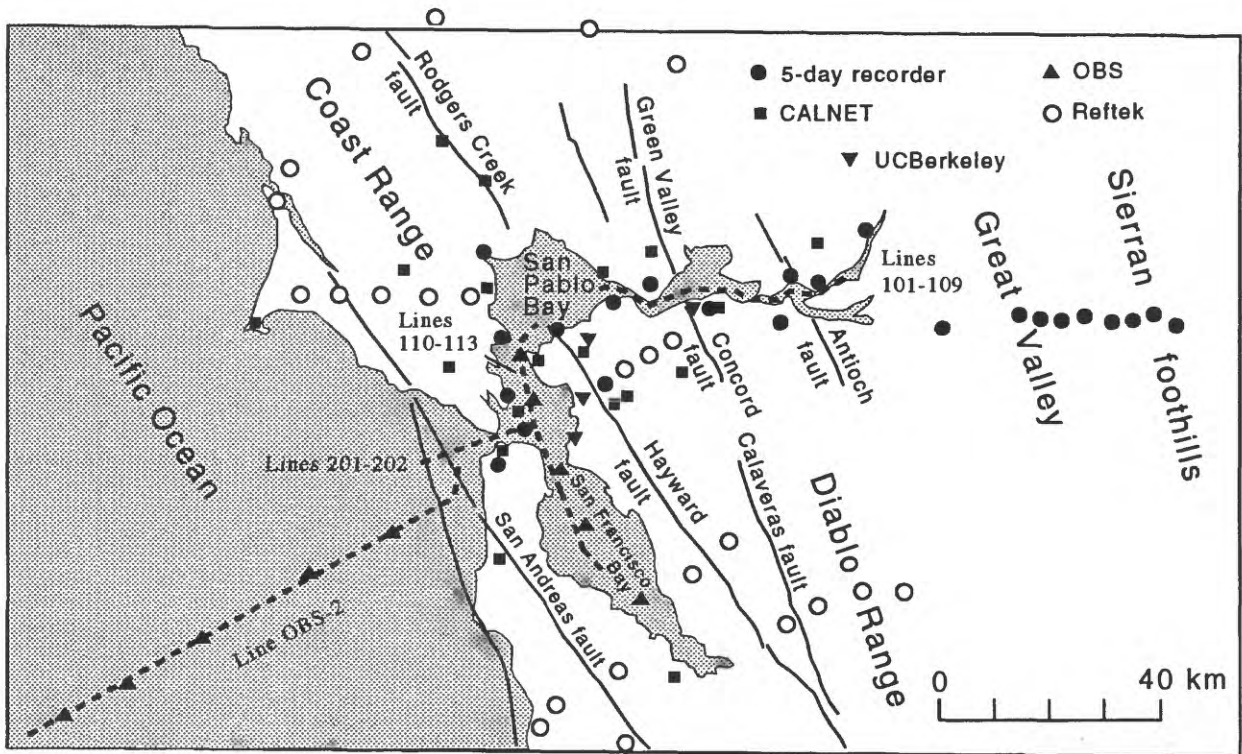 5-day recorder
OBS
CALNET
Reftek
UCBerkeley
Rodgers Creek
fault
Green Valley
fault
Coast Range
Sierran
foothills
Great
Valley
San
Pablo
Bay
Lines
101-109
Lines
110-113
Concord
fault
Antioch
fault
Pacific Ocean
Lines 201-202
Hayward
fault
Calaveras fault
Diablo Range
San Francisco
Bay
San Andreas fault
Line OBS-2
0 40 km